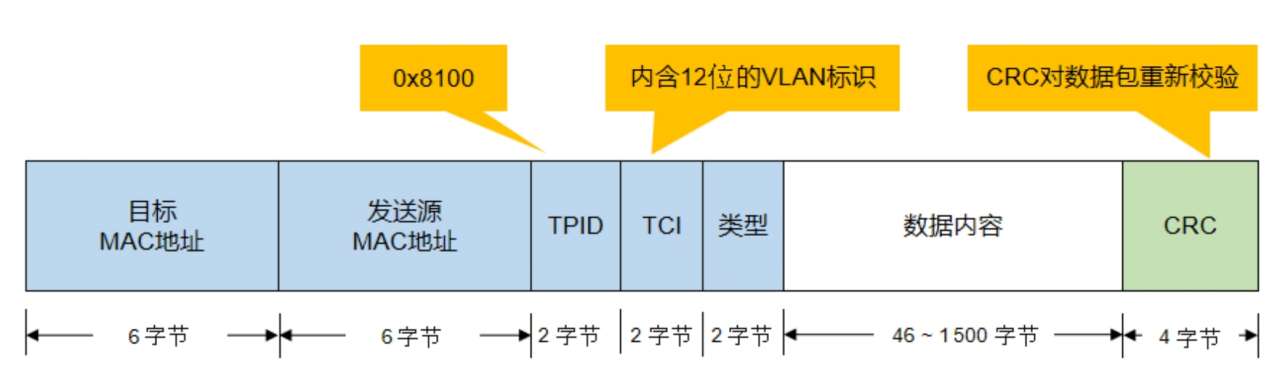 0x8100
内含12位的VLAN标识
CRC对数据包重新校验
目标
MAC地址
发送源
MAC地址
TPID
TCI
类型
数据内容
CRC
6 字节
6 字节
2 字节
2 字节
2 字节
46 ~ 1500 字节
4 字节